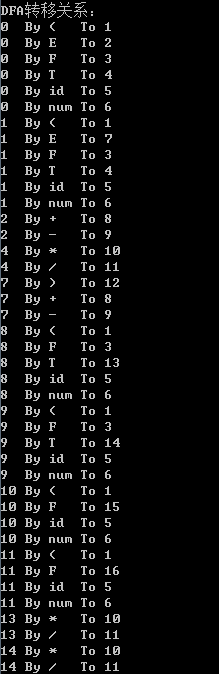 DFA转移关系:
0 By ( To 1
0 By E To 2
0 By F To 3
0 By T To 4
0 By id To 5
0 By num To 6
1 By ( To 1
1 By E To 7
1 By F To 3
1 By T To 4
1 By id To 5
1 By num To 6
2 By + To 8
2 By - To 9
4 By * To 10
4 By / To 11
7 By ) To 12
7 By + To 8
7 By - To 9
8 By ( To 1
8 By F To 3
8 By T To 13
8 By id To 5
8 By num To 6
9 By ( To 1
9 By F To 3
9 By T To 14
9 By id To 5
9 By num To 6
10 By ( To 1
10 By F To 15
10 By id To 5
10 By num To 6
11 By ( To 1
11 By F To 16
11 By id To 5
11 By num To 6
13 By * To 10
13 By / To 11
14 By * To 10
14 By / To 11